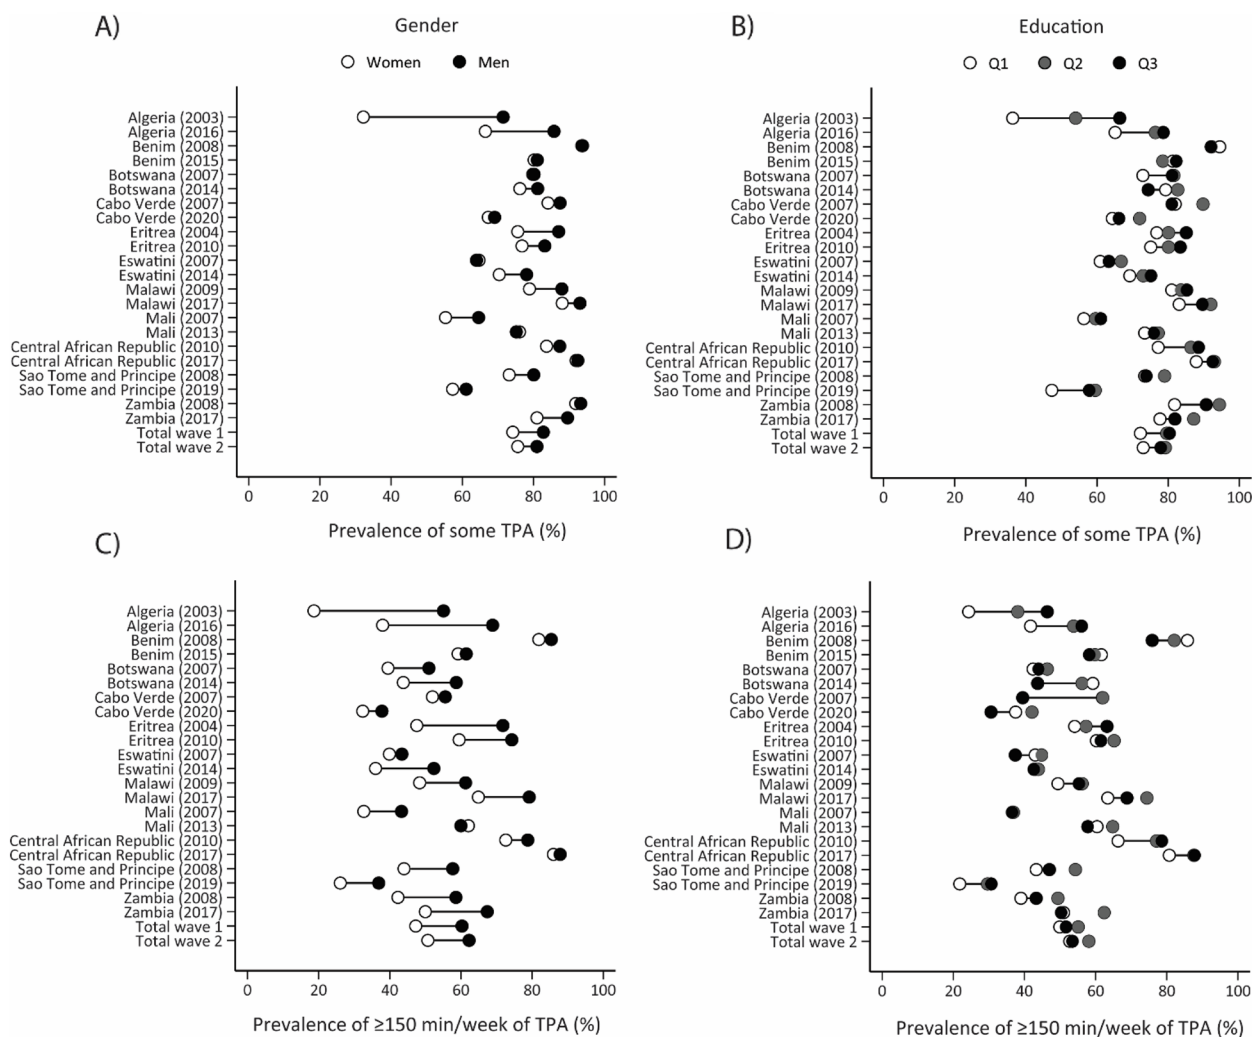 A)
Gender
Women Men
Algeria (2003)
Algeria (2016)
Benim (2008)
Benim (2015)
Botswana (2007)
Botswana (2014)
Cabo Verde (2007)
Cabo Verde (2020)
Eritrea (2004)
Eritrea (2010)
Eswatini (2007)
Eswatini (2014)
Malawi (2009)
Malawi (2017)
Mali (2007)
Mali (2013)
Central African Republic (2010)
Central African Republic (2017)
Sao Tome and Principe (2008)
Sao Tome and Principe (2019)
Zambia (2008)
Zambia (2017)
Total wave 1
Total wave 2
0 20 40 60 80 100
Prevalence of some TPA (%)
B)
Education
Q1 Q2 Q3
Algeria (2003)
Algeria (2016)
Benim (2008)
Benim (2015)
Botswana (2007)
Botswana (2014)
Cabo Verde (2007)
Cabo Verde (2020)
Eritrea (2004)
Eritrea (2010)
Eswatini (2007)
Eswatini (2014)
Malawi (2009)
Malawi (2017)
Mali (2007)
Mali (2013)
Central African Republic (2010)
Central African Republic (2017)
Sao Tome and Principe (2008)
Sao Tome and Principe (2019)
Zambia (2008)
Zambia (2017)
Total wave 1
Total wave 2
0 20 40 60 80 100
Prevalence of some TPA (%)
C)
Algeria (2003)
Algeria (2016)
Benim (2008)
Benim (2015)
Botswana (2007)
Botswana (2014)
Cabo Verde (2007)
Cabo Verde (2020)
Eritrea (2004)
Eritrea (2010)
Eswatini (2007)
Eswatini (2014)
Malawi (2009)
Malawi (2017)
Mali (2007)
Mali (2013)
Central African Republic (2010)
Central African Republic (2017)
Sao Tome and Principe (2008)
Sao Tome and Principe (2019)
Zambia (2008)
Zambia (2017)
Total wave 1
Total wave 2
0 20 40 60 80 100
Prevalence of ≥150 min/week of TPA (%)
D)
Algeria (2003)
Algeria (2016)
Benim (2008)
Benim (2015)
Botswana (2007)
Botswana (2014)
Cabo Verde (2007)
Cabo Verde (2020)
Eritrea (2004)
Eritrea (2010)
Eswatini (2007)
Eswatini (2014)
Malawi (2009)
Malawi (2017)
Mali (2007)
Mali (2013)
Central African Republic (2010)
Central African Republic (2017)
Sao Tome and Principe (2008)
Sao Tome and Principe (2019)
Zambia (2008)
Zambia (2017)
Total wave 1
Total wave 2
0 20 40 60 80 100
Prevalence of ≥150 min/week of TPA (%)